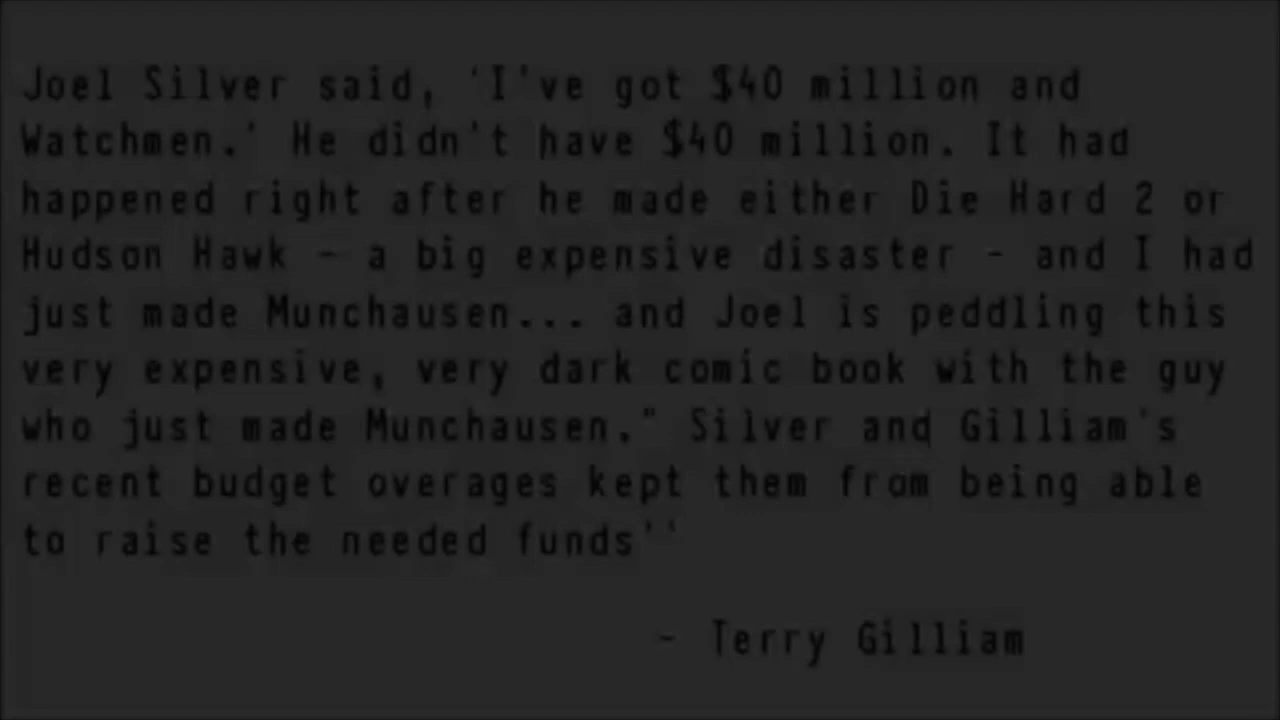 Joel Silver said, 'I've got $40 million and
Watchmen.' He didn't have $40 million. It had
happened right after he made either Die Hard 2 or
Hudson Hawk - a big expensive disaster - and I had
just made Munchausen... and Joel is peddling this
very expensive, very dark comic book with the guy
who just made Munchausen." Silver and Gilliam's
recent budget overages kept them from being able
to raise the needed funds''
- Terry Gilliam